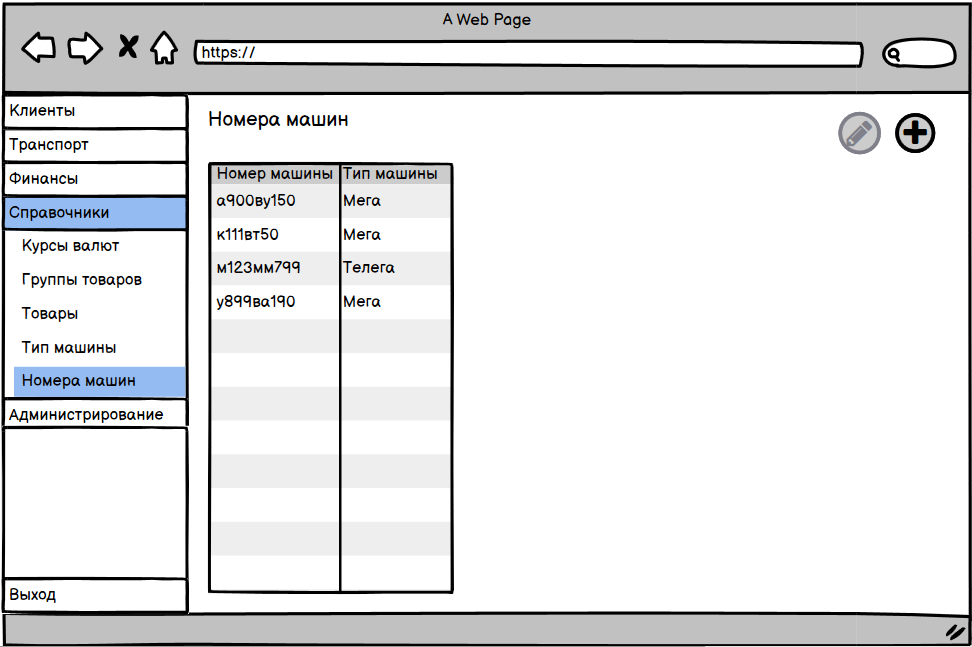 A Web Page
https://
Клиенты
Транспорт
Финансы
Справочники
Курсы валют
Группы товаров
Товары
Тип машины
Номера машин
Администрирование
Выход
Номера машин
Номер машины Тип машины
а900ву150 Мега
к111вт50 Мега
м123мм799 Телега
у899ва190 Мега